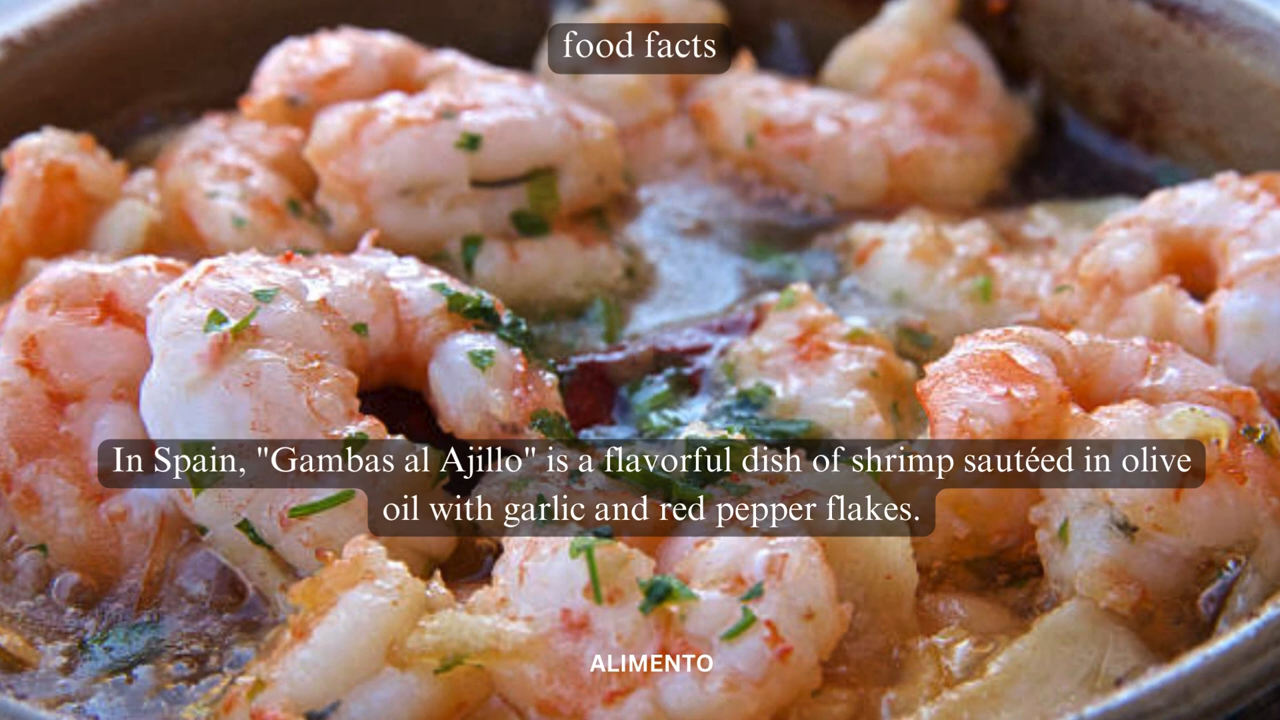 food facts
In Spain, "Gambas al Ajillo" is a flavorful dish of shrimp sautéed in olive
oil with garlic and red pepper flakes.
ALIMENTO